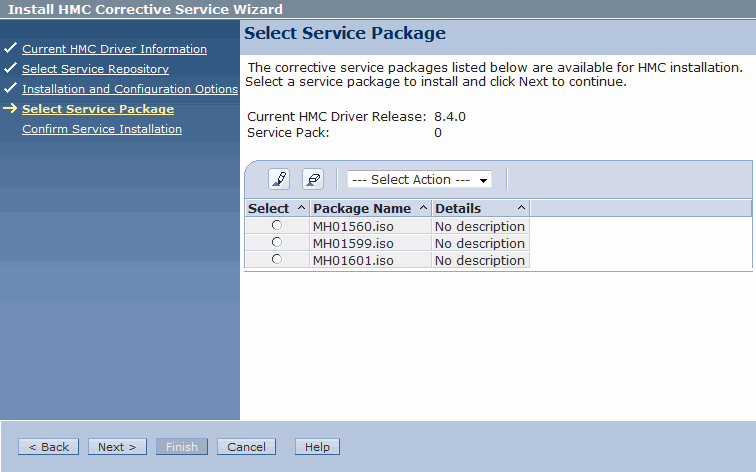 Install HMC Corrective Service Wizard
Current HMC Driver Information
Select Service Repository
Installation and Configuration Options
Select Service Package
Confirm Service Installation
Select Service Package
The corrective service packages listed below are available for HMC installation.
Select a service package to install and click Next to continue.
Current HMC Driver Release: 8.4.0
Service Pack: 0
--- Select Action ---
Select ^ Package Name ^ Details ^
MH01560.iso No description
MH01599.iso No description
MH01601.iso No description
< Back Next > Finish Cancel Help